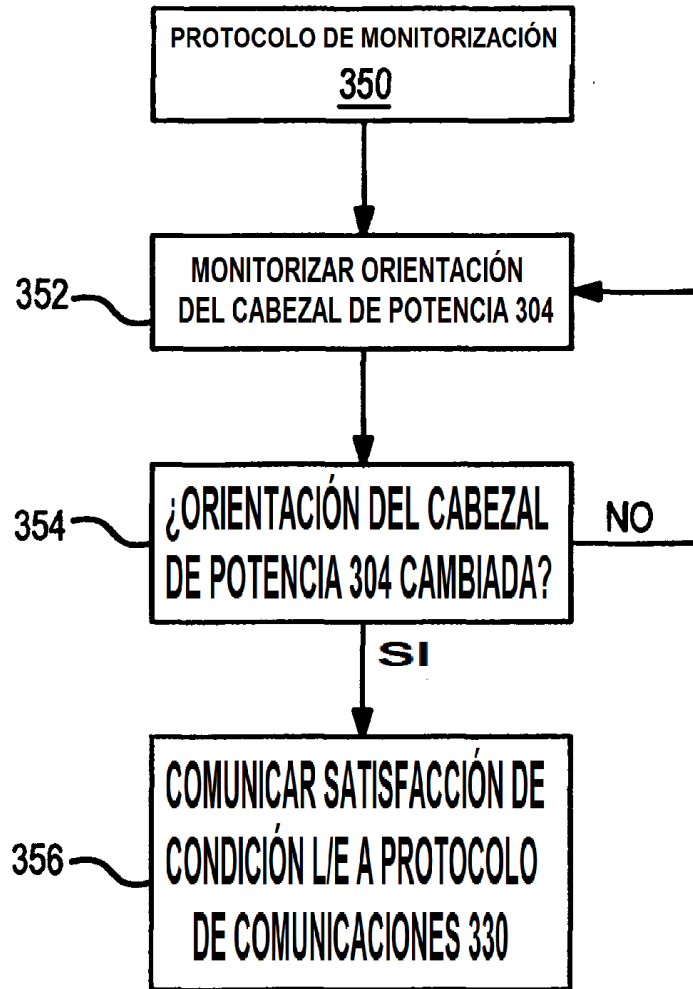 PROTOCOLO DE MONITORIZACIÓN
350
MONITORIZAR ORIENTACIÓN
DEL CABEZAL DE POTENCIA 304
352
¿ORIENTACIÓN DEL CABEZAL
DE POTENCIA 304 CAMBIADA?
354
NO
SI
COMUNICAR SATISFACCIÓN DE
CONDICIÓN L/E A PROTOCOLO
DE COMUNICACIONES 330
356